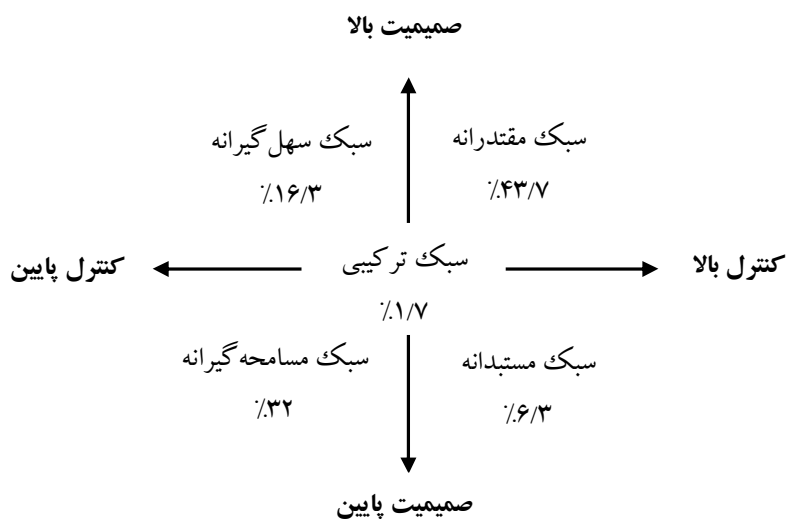 صمیمیت بالا
سبک مقتدرانه
٪۴۳/۷
سبک سهل‌گیرانه
٪۱۶/۳
کنترل بالا
سبک ترکیبی
٪۱/۷
کنترل پایین
سبک مستبدانه
٪۶/۳
سبک مسامحه‌گیرانه
٪۳۲
صمیمیت پایین